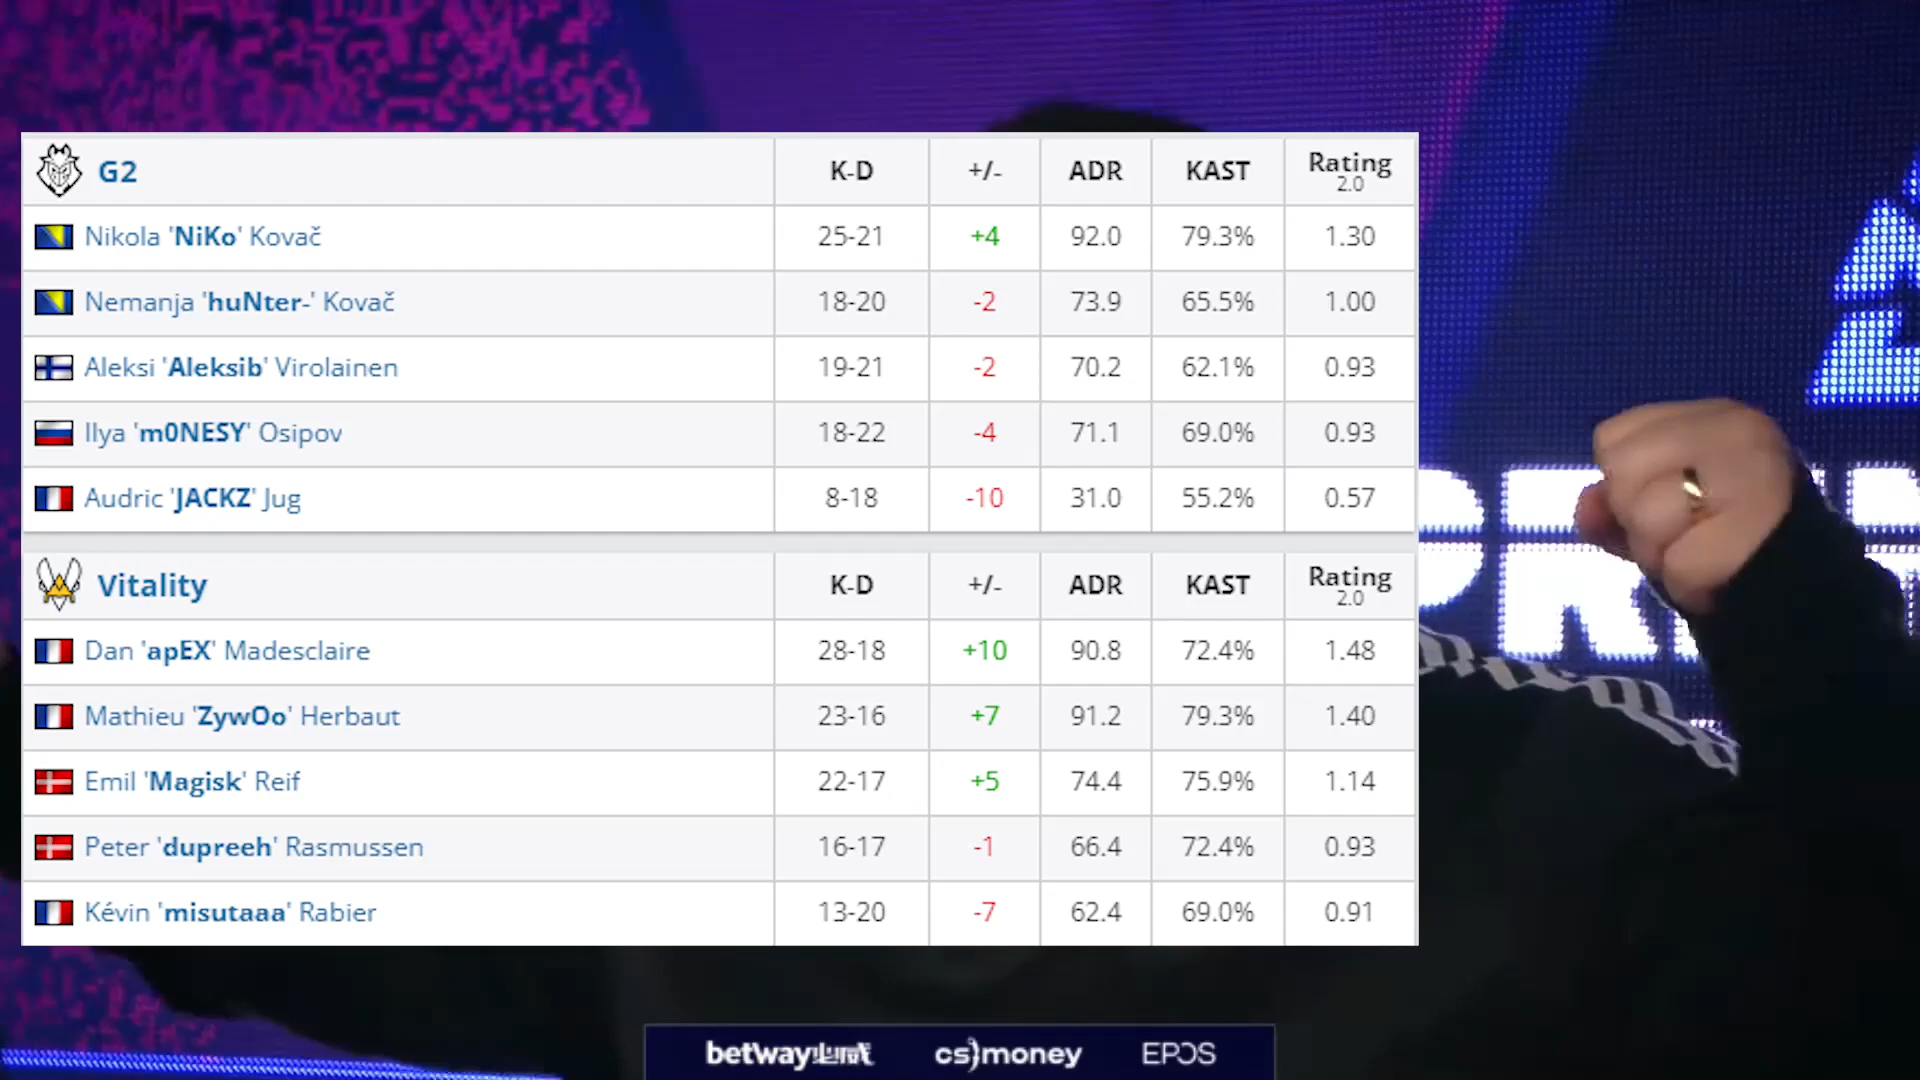 G2 K-D +/- ADR KAST Rating 2.0
Nikola 'NiKo' Kovač 25-21 +4 92.0 79.3% 1.30
Nemanja 'huNter-' Kovač 18-20 -2 73.9 65.5% 1.00
Aleksi 'Aleksib' Virolainen 19-21 -2 70.2 62.1% 0.93
Ilya 'm0NESY' Osipov 18-22 -4 71.1 69.0% 0.93
Audric 'JACKZ' Jug 8-18 -10 31.0 55.2% 0.57
Vitality K-D +/- ADR KAST Rating 2.0
Dan 'apEX' Madesclaire 28-18 +10 90.8 72.4% 1.48
Mathieu 'ZywOo' Herbaut 23-16 +7 91.2 79.3% 1.40
Emil 'Magisk' Reif 22-17 +5 74.4 75.9% 1.14
Peter 'dupreeh' Rasmussen 16-17 -1 66.4 72.4% 0.93
Kévin 'misutaaa' Rabier 13-20 -7 62.4 69.0% 0.91
betway cs)money EPOS